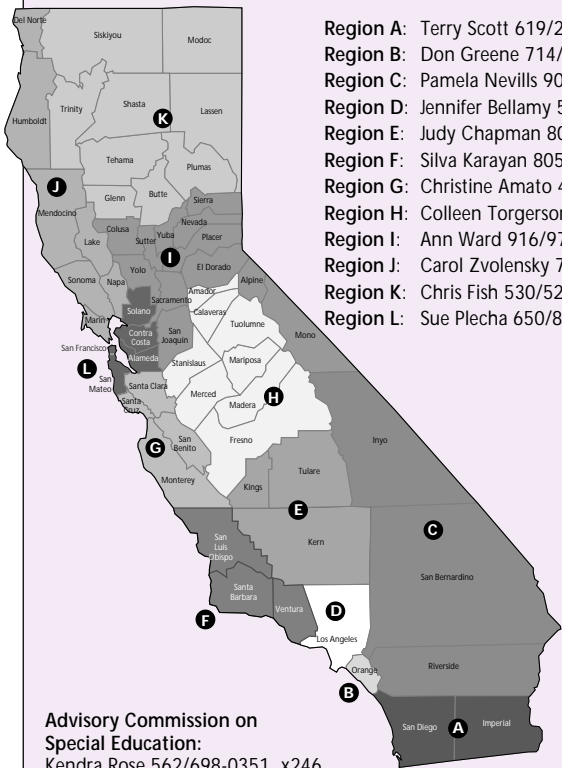 Region A: Terry Scott 619/2
Region B: Don Greene 714/
Region C: Pamela Nevills 90
Region D: Jennifer Bellamy 5
Region E: Judy Chapman 80
Region F: Silva Karayan 805
Region G: Christine Amato 4
Region H: Colleen Torgerson
Region I: Ann Ward 916/97
Region J: Carol Zvolensky 7
Region K: Chris Fish 530/52
Region L: Sue Plecha 650/8
Del Norte
Siskiyou
Modoc
Humboldt
Trinity
Shasta
K
Lassen
Tehama
Plumas
J
Mendocino
Glenn
Butte
Sierra
Nevada
Colusa
Lake
Sutter
Yuba
Placer
I
Yolo
El Dorado
Sonoma
Napa
Sacramento
Amador
Alpine
Solano
Calaveras
Marin
Contra
Costa
San
Joaquin
Tuolumne
Mono
San Francisco
Alameda
Stanislaus
Mariposa
L
San
Mateo
Santa Clara
Merced
Madera
H
Santa
Cruz
San
Benito
Fresno
Inyo
G
Monterey
Kings
Tulare
E
C
San
Luis
Obispo
Kern
San Bernardino
Santa
Barbara
Ventura
D
F
Los Angeles
Orange
Riverside
B
San Diego
A
Imperial
Advisory Commission on
Special Education:
Kendra Rose 562/698-0351, x246